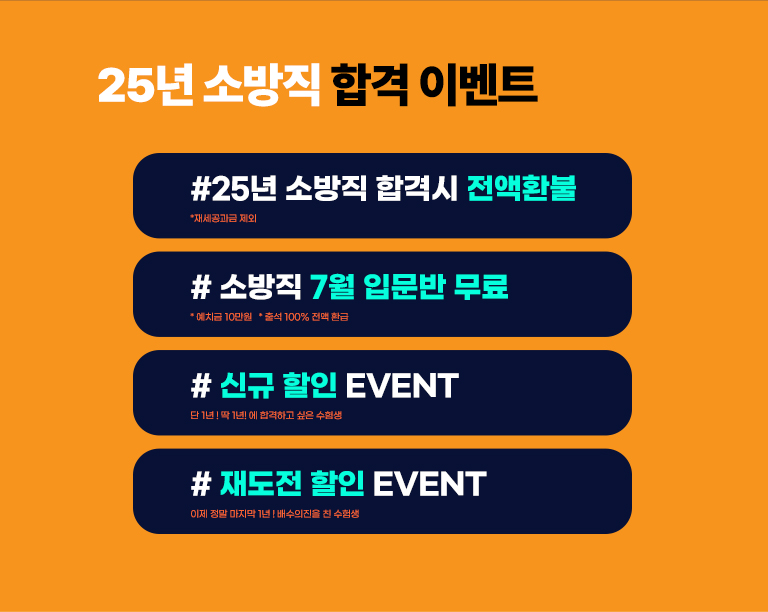 25년 소방직 합격 이벤트
#25년 소방직 합격시 전액환불
*재세공과금 제외
# 소방직 7월 입문반 무료
* 예치금 10만원 * 출석 100% 전액 환급
# 신규 할인 EVENT
단 1년 ! 딱 1년! 에 합격하고 싶은 수험생
# 재도전 할인 EVENT
이제 정말 마지막 1년 ! 배수의진을 친 수험생